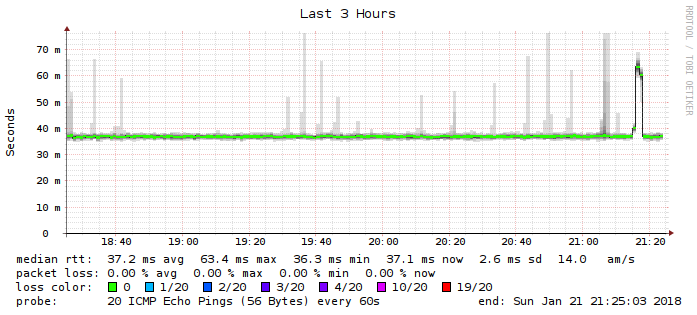 Last 3 Hours
RRDTOOL / TOBI OETIKER
Seconds
70 m
60 m
50 m
40 m
30 m
20 m
10 m
0
18:40 19:00 19:20 19:40 20:00 20:20 20:40 21:00 21:20
median rtt: 37.2 ms avg 63.4 ms max 36.3 ms min 37.1 ms now 2.6 ms sd 14.0 am/s
packet loss: 0.00 % avg 0.00 % max 0.00 % min 0.00 % now
loss color: 0 1/20 2/20 3/20 4/20 10/20 19/20
probe: 20 ICMP Echo Pings (56 Bytes) every 60s end: Sun Jan 21 21:25:03 2018